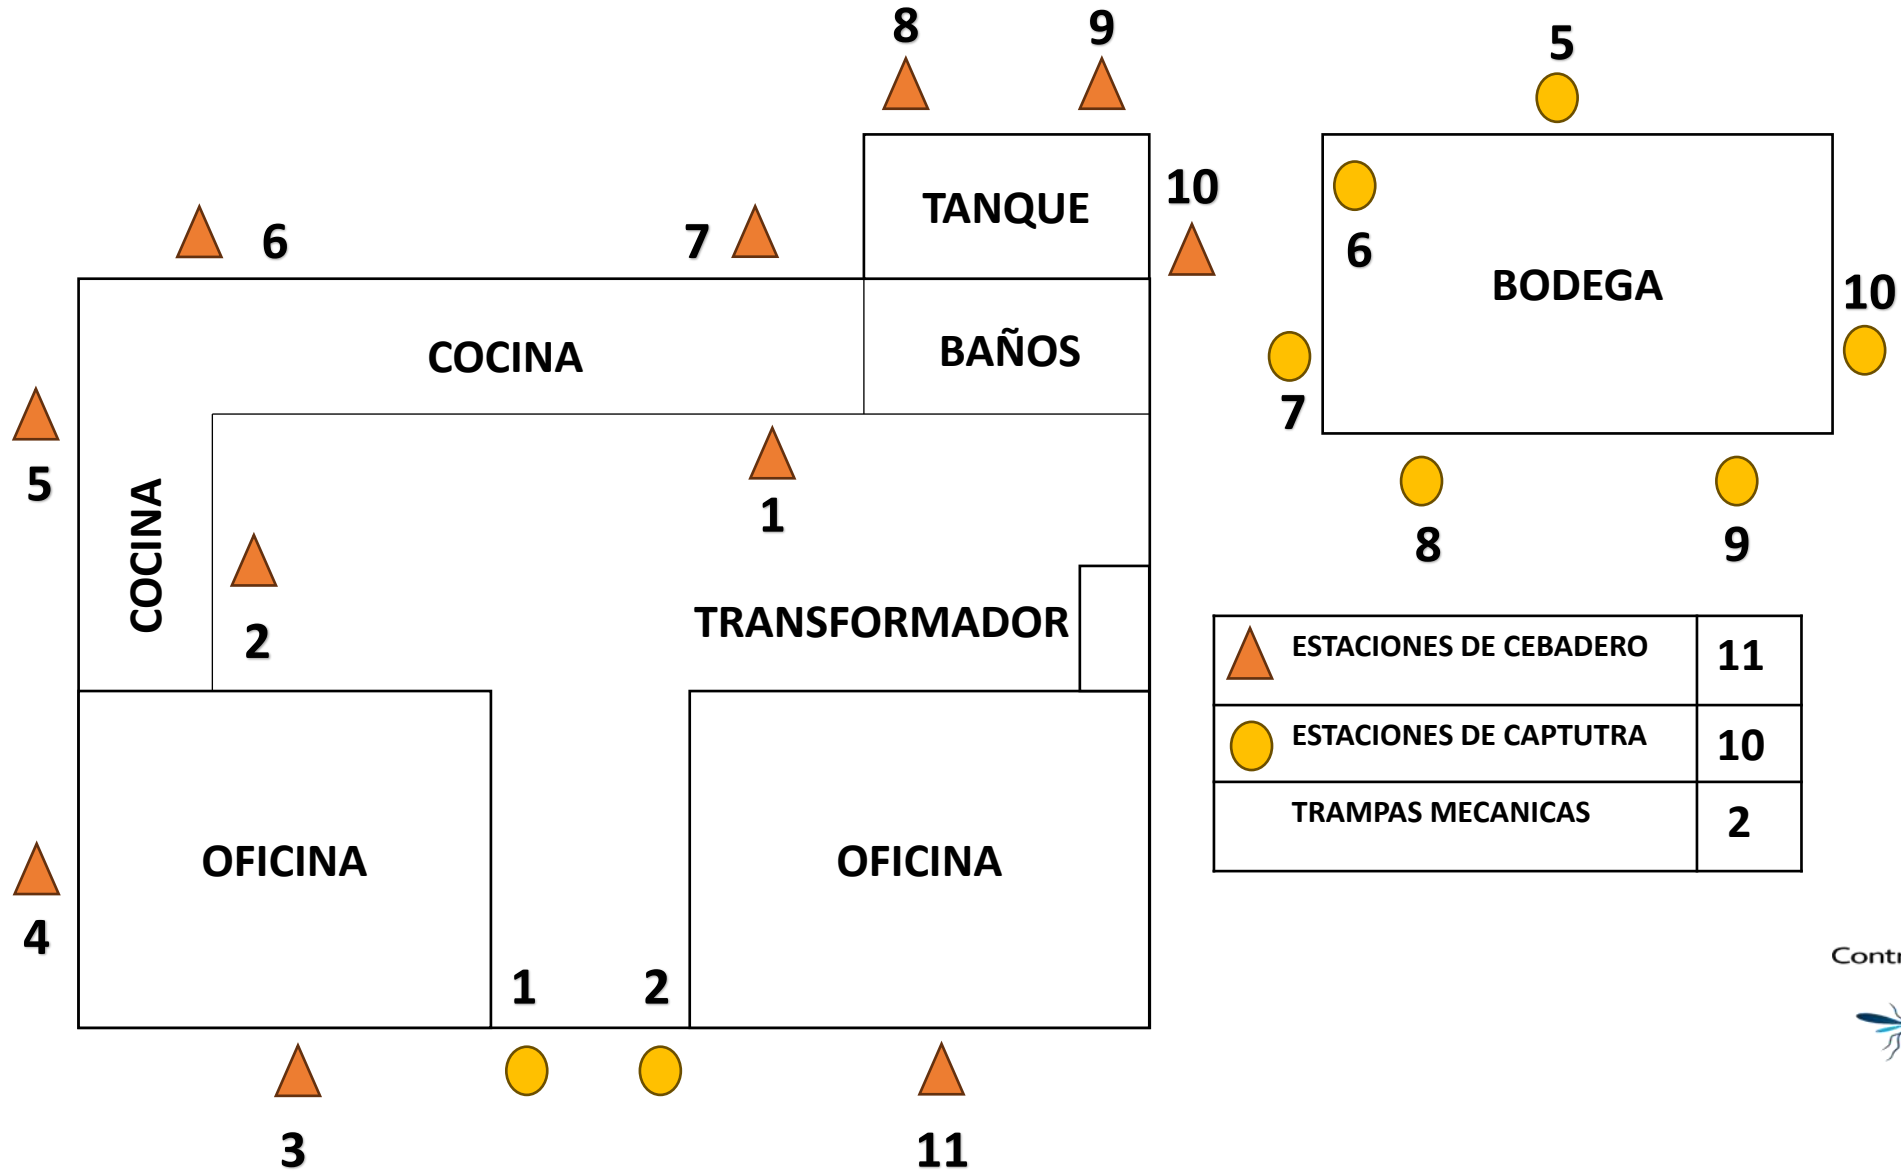 8
9
5
TANQUE
10
6
7
6
BODEGA
10
COCINA
BAÑOS
7
5
1
8
9
COCINA
2
TRANSFORMADOR
ESTACIONES DE CEBADERO 11
ESTACIONES DE CAPTUTRA 10
TRAMPAS MECANICAS 2
OFICINA
OFICINA
4
1
2
Contr
3
11